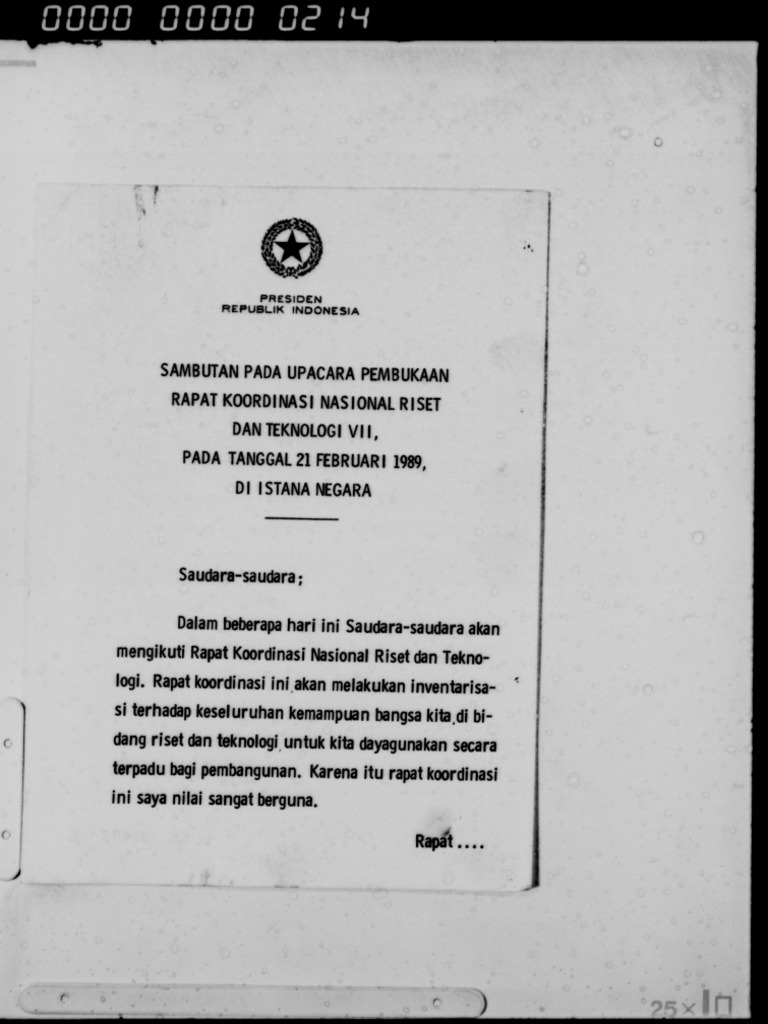 0000 0000 0214
PRESIDEN
REPUBLIK INDONESIA
SAMBUTAN PADA UPACARA PEMBUKAAN
RAPAT KOORDINASI NASIONAL RISET
DAN TEKNOLOGI VII,
PADA TANGGAL 21 FEBRUARI 1989,
DI ISTANA NEGARA
Saudara-saudara;
Dalam beberapa hari ini Saudara-saudara akan
mengikuti Rapat Koordinasi Nasional Riset dan Tekno-
logi. Rapat koordinasi ini akan melakukan inventarisa-
si terhadap keseluruhan kemampuan bangsa kita di bi-
dang riset dan teknologi untuk kita dayagunakan secara
terpadu bagi pembangunan. Karena itu rapat koordinasi
ini saya nilai sangat berguna.
Rapat ....
25×